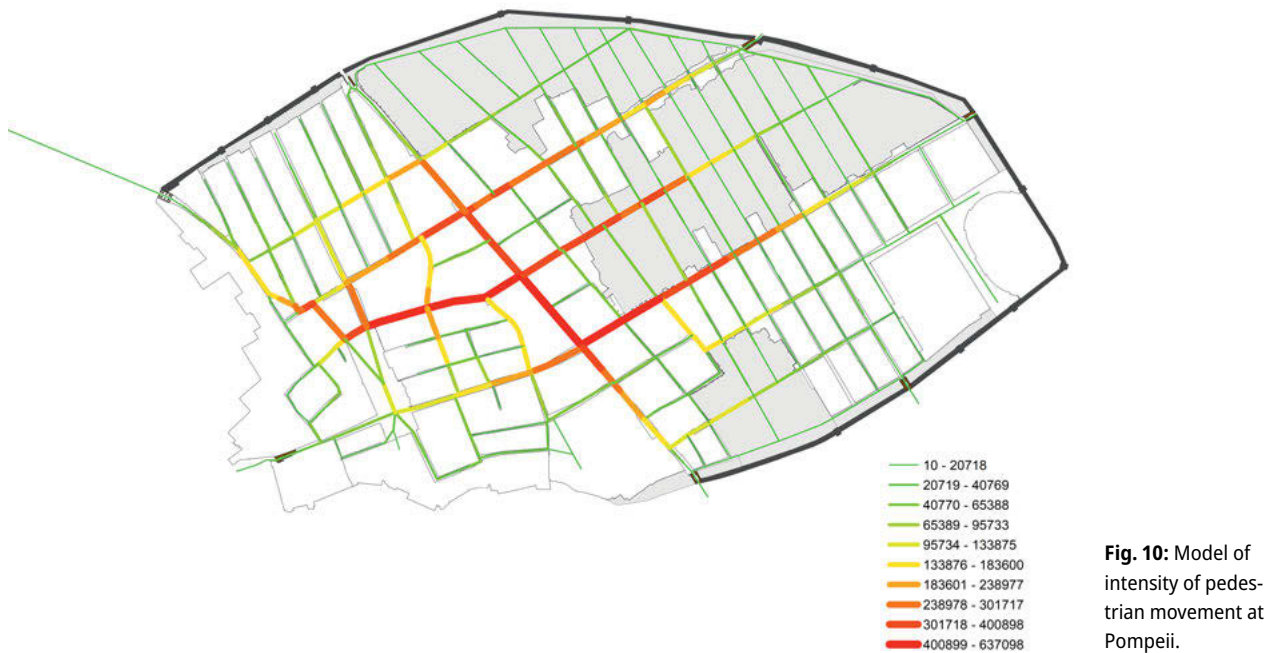 10 - 20718
20719 - 40769
40770 - 65388
65389 - 95733
95734 - 133875
133876 - 183600
183601 - 238977
238978 - 301717
301718 - 400898
400899 - 637098
Fig. 10: Model of
intensity of pedes-
trian movement at
Pompeii.